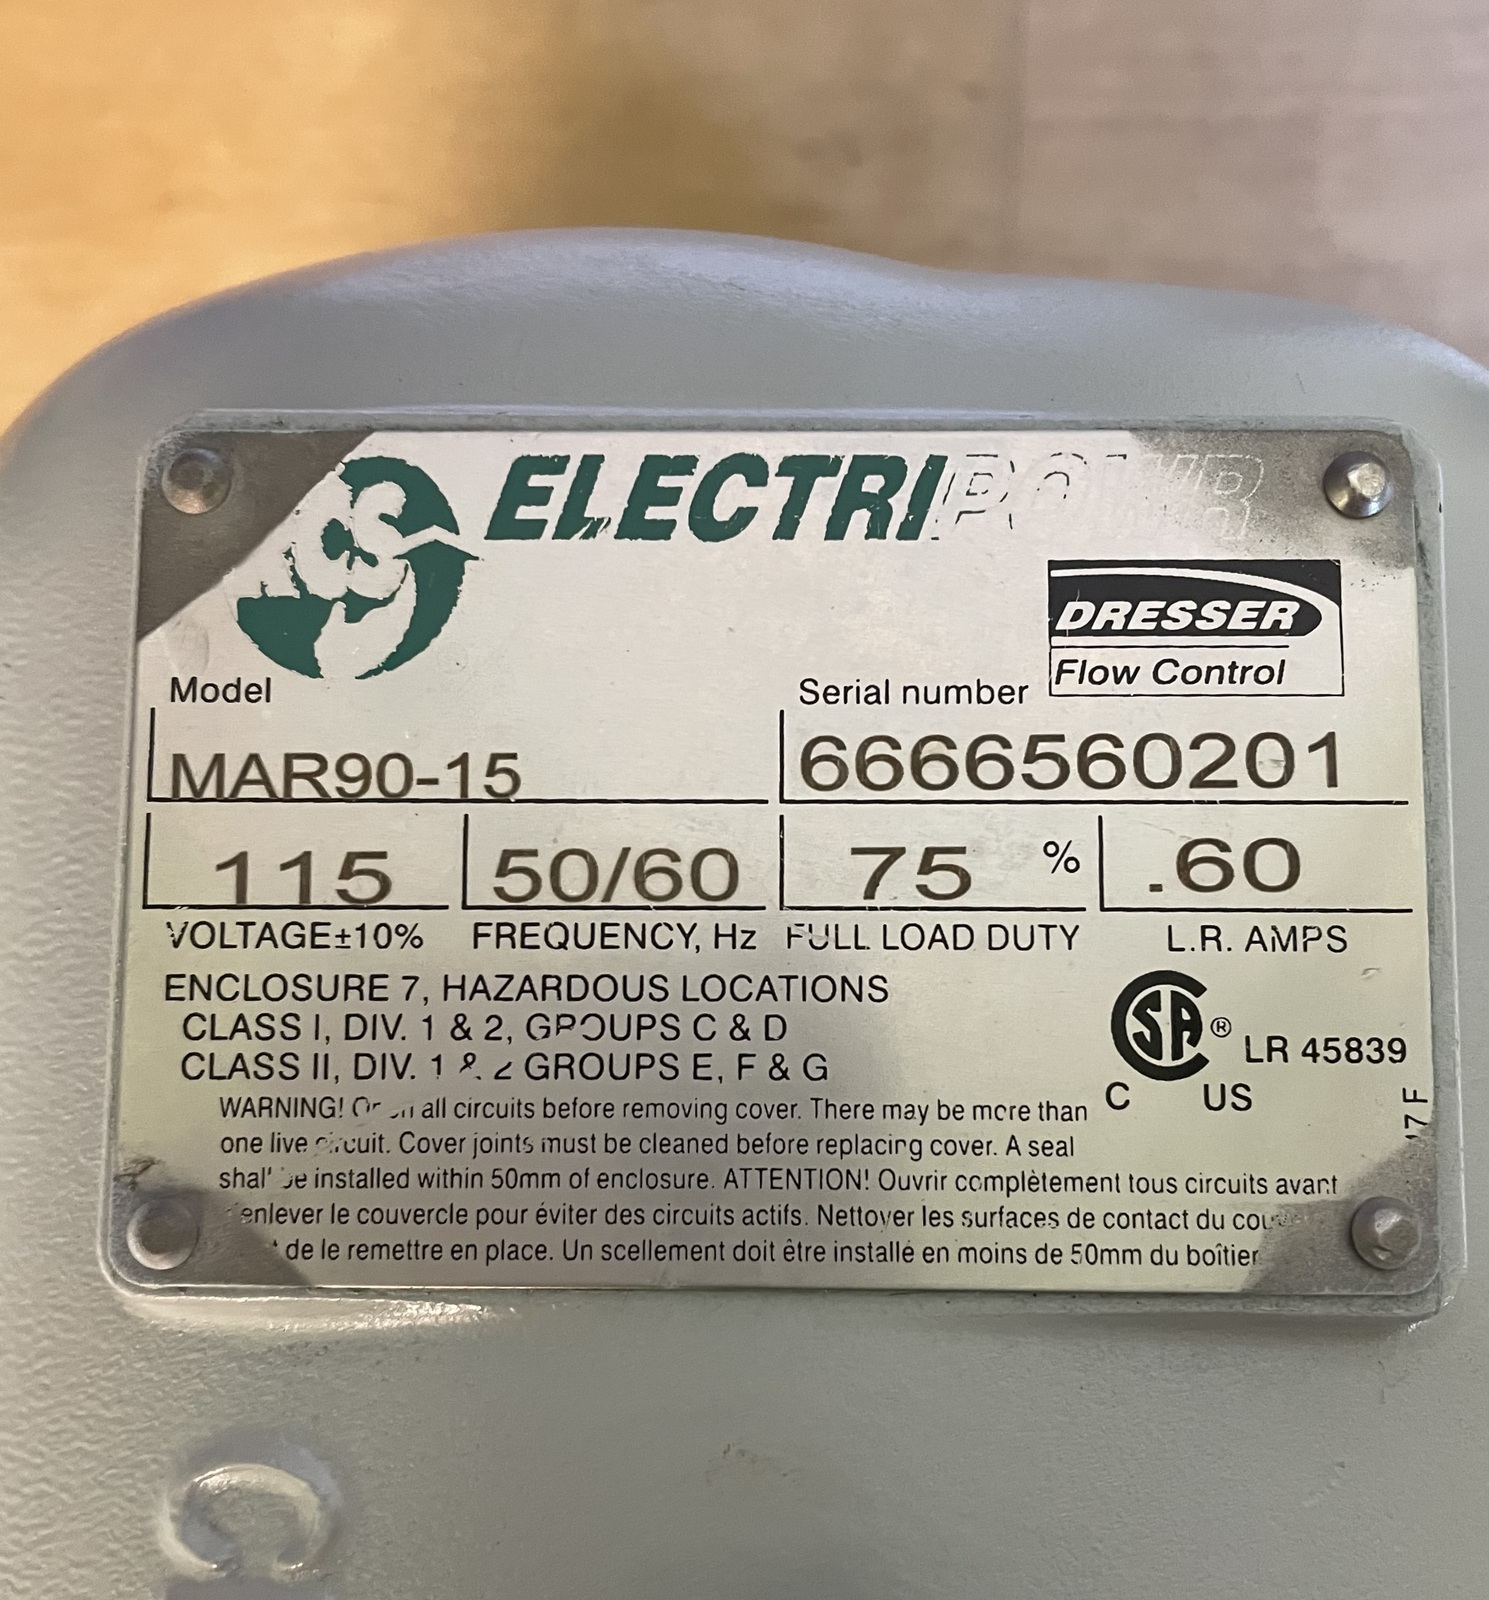 ELECTRI
DRESSER
Flow Control
Model
Serial number
MAR90-15
6666560201
115
50/60
75 %
.60
VOLTAGE±10%
FREQUENCY, Hz
FULL LOAD DUTY
L.R. AMPS
ENCLOSURE 7, HAZARDOUS LOCATIONS
CLASS I, DIV. 1 & 2, GROUPS C & D
CLASS II, DIV. 1 & 2 GROUPS E, F & G
SA ® LR 45839
C US
WARNING! all circuits before removing cover. There may be more than
one live circuit. Cover joints must be cleaned before replacing cover. A seal
shall be installed within 50mm of enclosure. ATTENTION! Ouvrir complètement tous circuits avant
enlever le couvercle pour éviter des circuits actifs. Nettoyer les surfaces de contact du
de le remettre en place. Un scellement doit être installé en moins de 50mm du boîtier